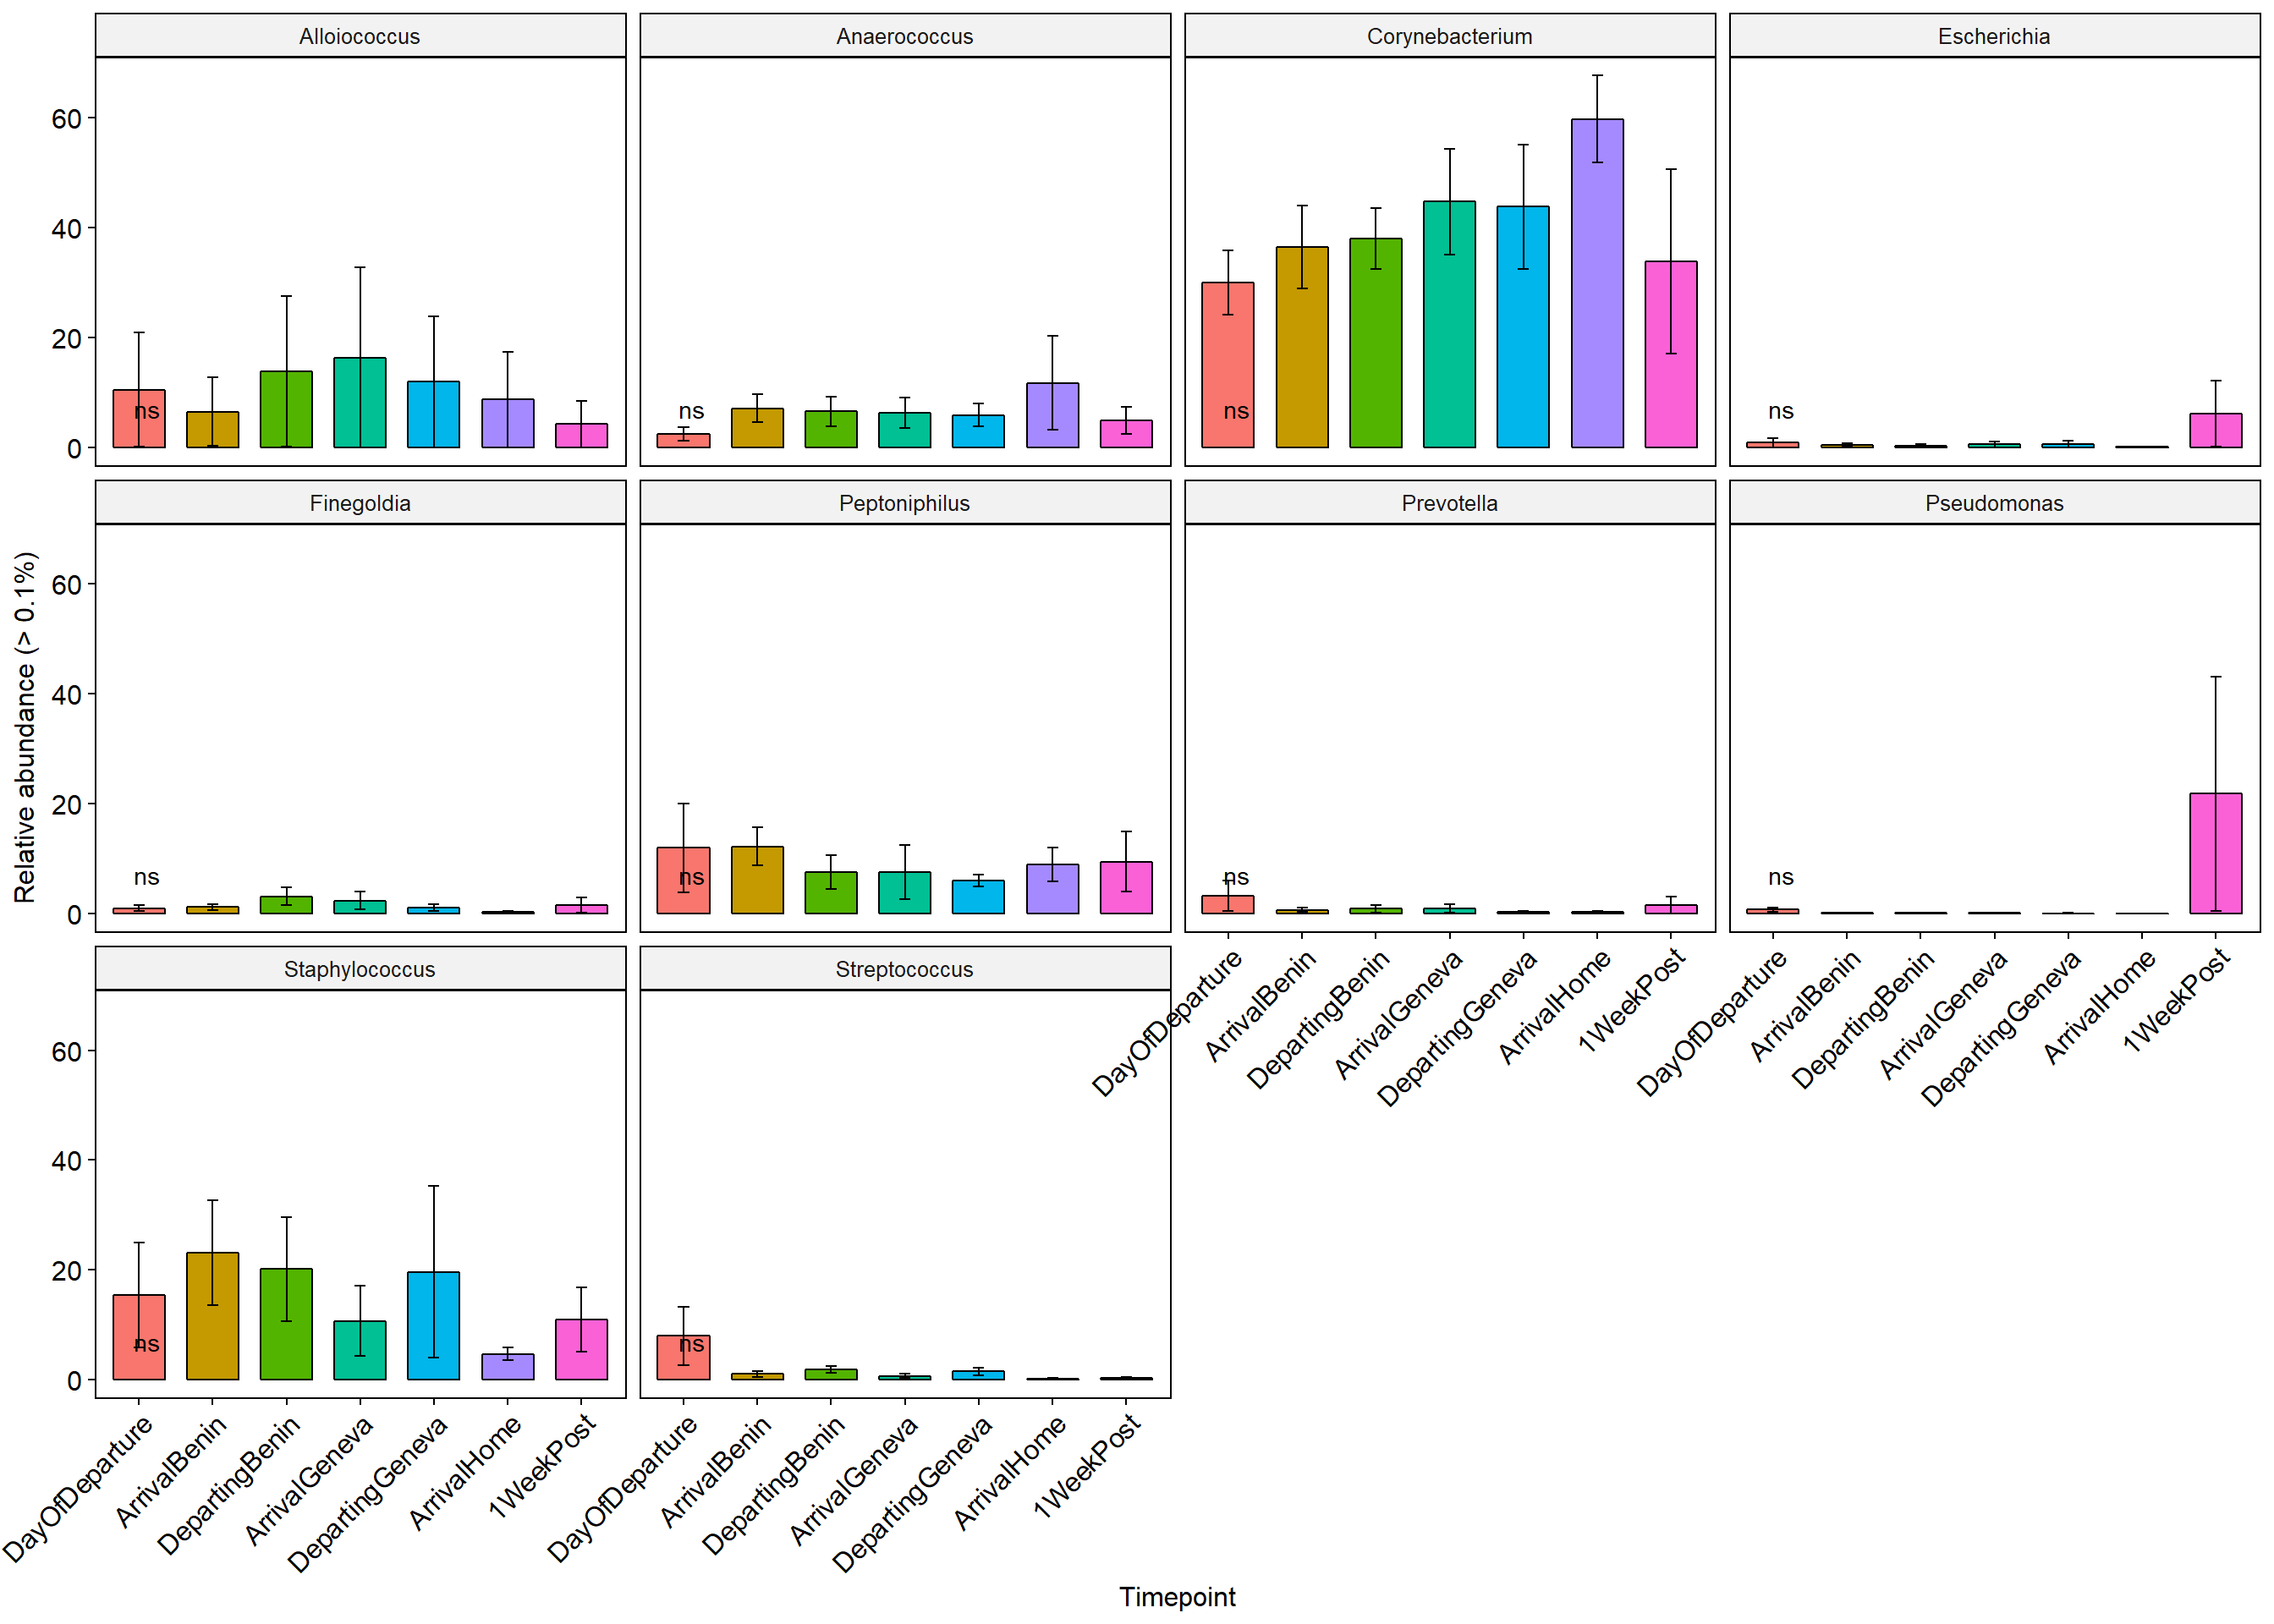 Alloiococcus
Anaerococcus
Corynebacterium
Escherichia
60
40
20
0
ns
ns
ns
ns
Finegoldia
Peptoniphilus
Prevotella
Pseudomonas
Relative abundance (> 0.1%)
60
40
20
0
ns
ns
ns
ns
DayOfDeparture
ArrivalBenin
DepartingBenin
ArrivalGeneva
DepartingGeneva
ArrivalHome
1WeekPost
DayOfDeparture
ArrivalBenin
DepartingBenin
ArrivalGeneva
DepartingGeneva
ArrivalHome
1WeekPost
Staphylococcus
Streptococcus
60
40
20
0
ns
ns
DayOfDeparture
ArrivalBenin
DepartingBenin
ArrivalGeneva
DepartingGeneva
ArrivalHome
1WeekPost
DayOfDeparture
ArrivalBenin
DepartingBenin
ArrivalGeneva
DepartingGeneva
ArrivalHome
1WeekPost
Timepoint